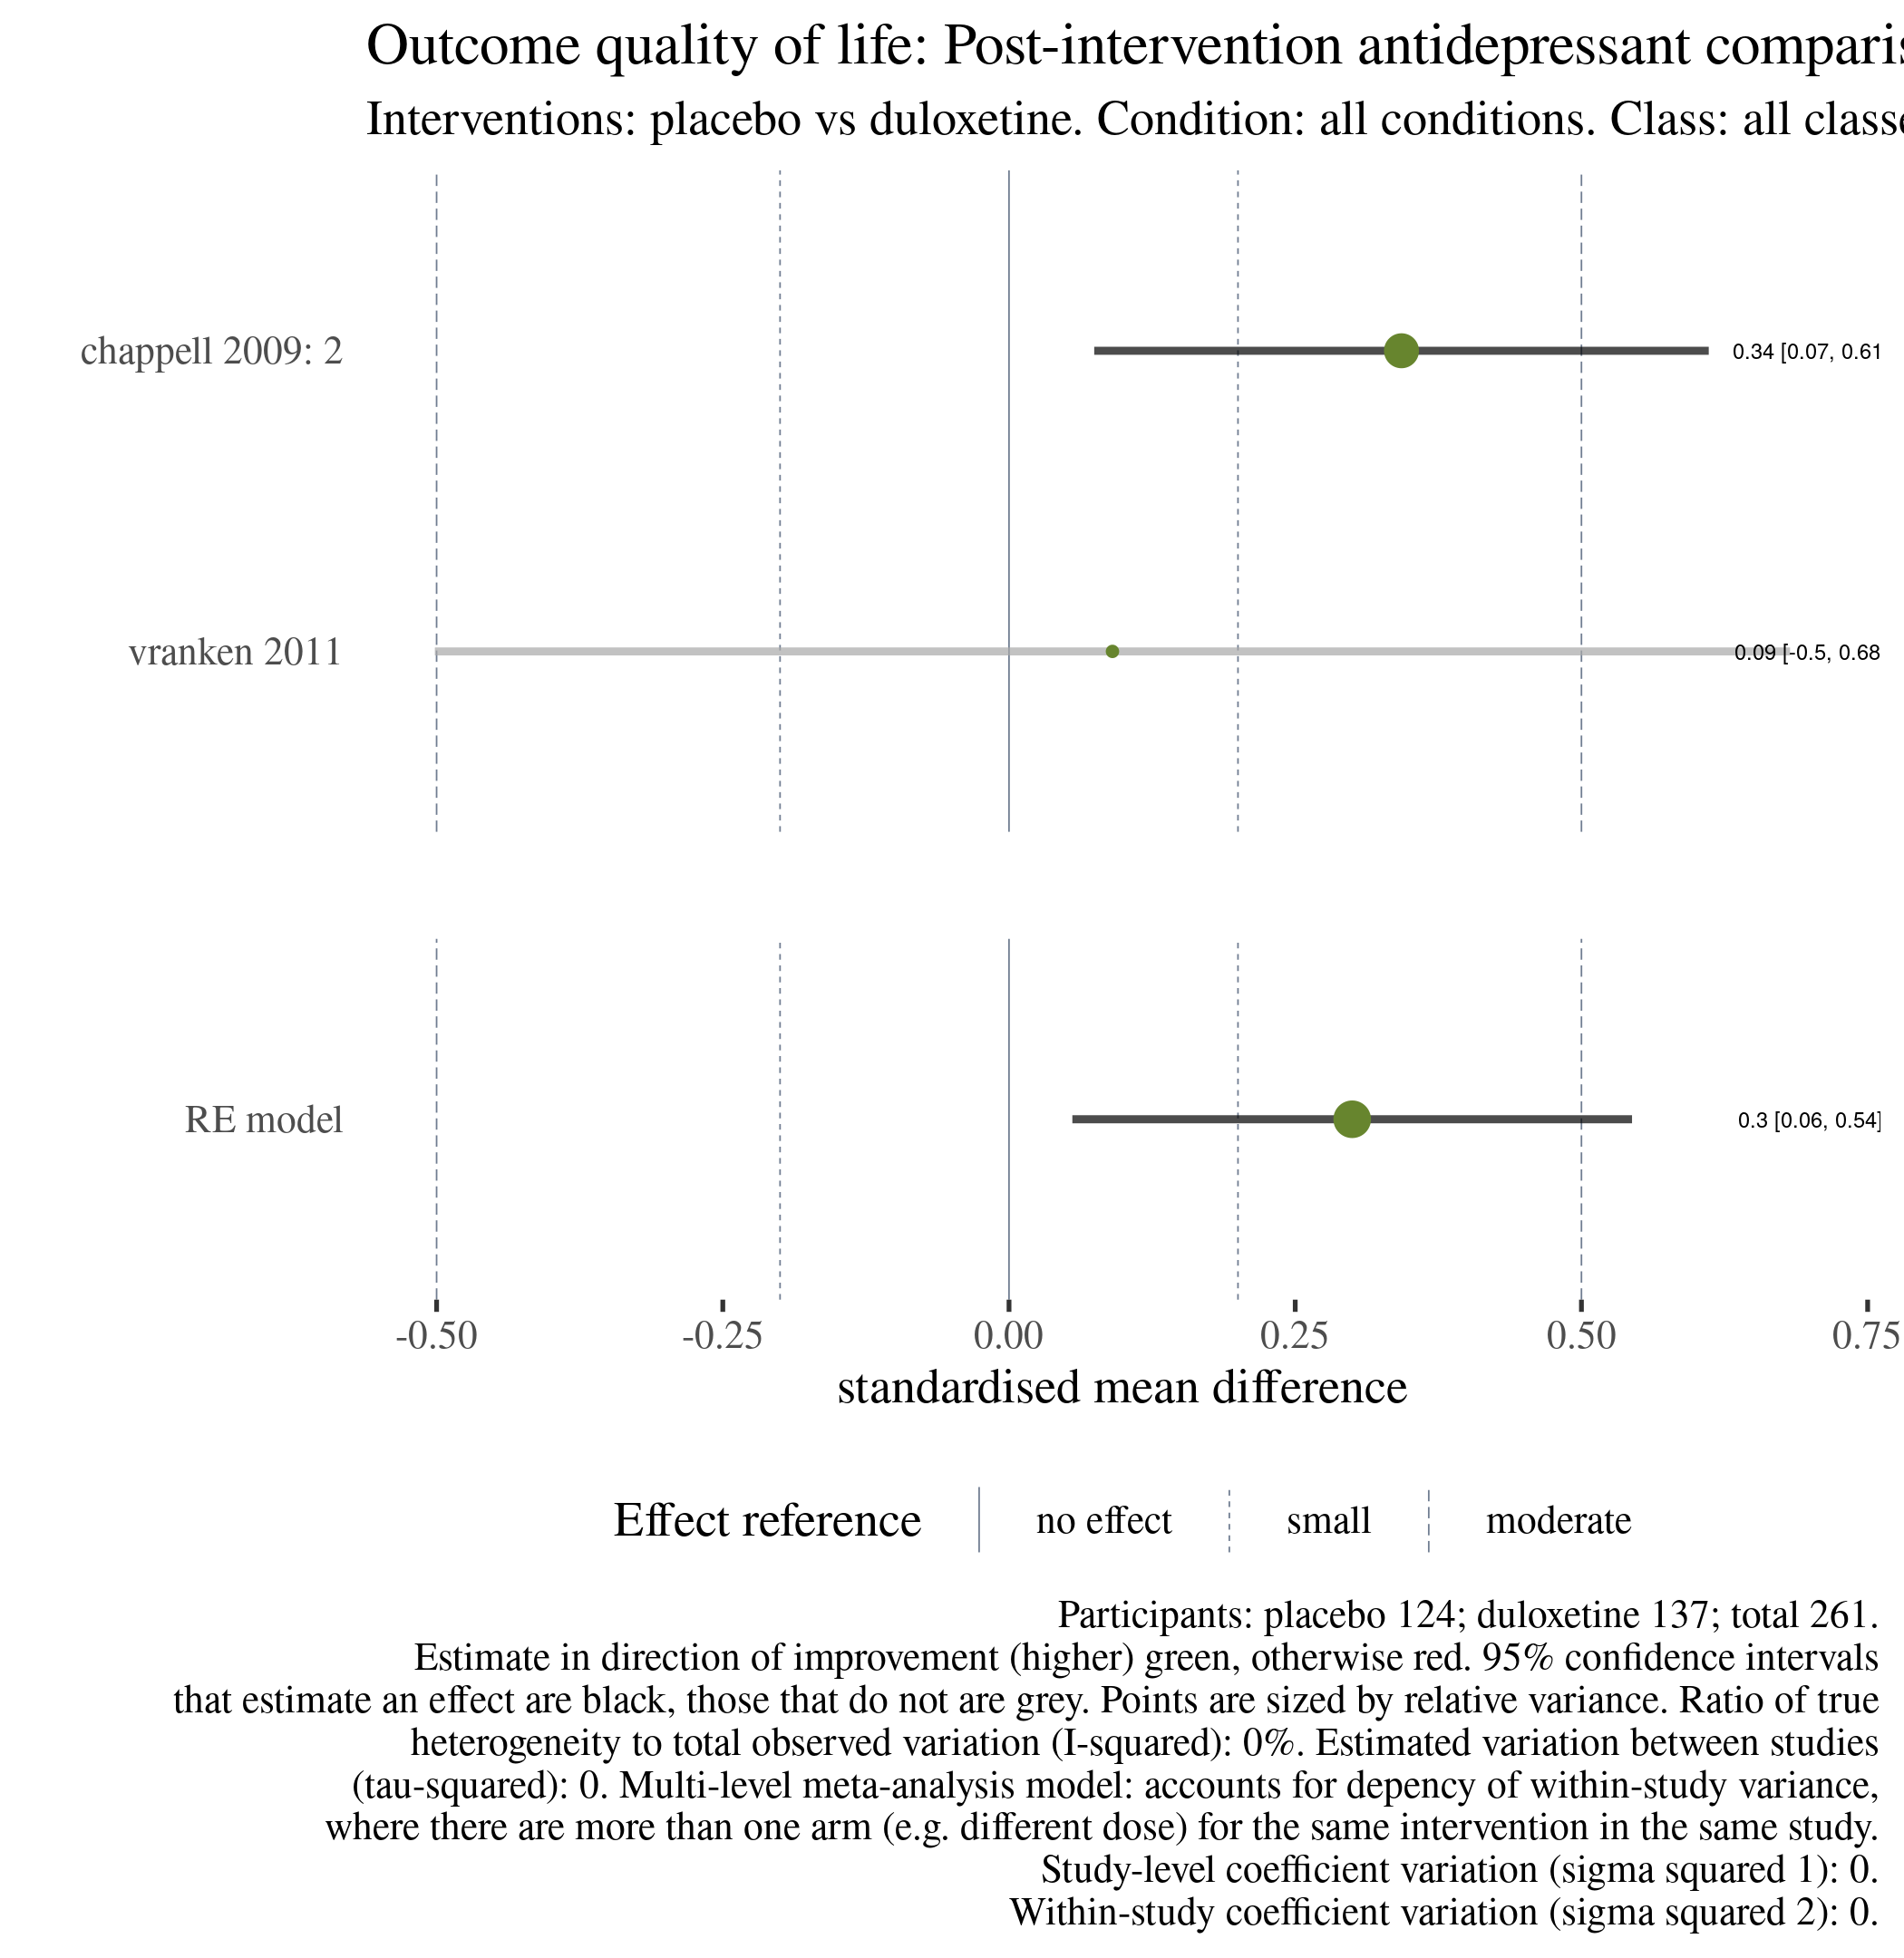 Outcome quality of life: Post-intervention antidepressant comparis
Interventions: placebo vs duloxetine. Condition: all conditions. Class: all classe
chappell 2009: 2
0.34 [0.07, 0.61
vranken 2011
0.09 [-0.5, 0.68
RE model
0.3 [0.06, 0.54]
-0.50 -0.25 0.00 0.25 0.50 0.75
standardised mean difference
Effect reference no effect small moderate
Participants: placebo 124; duloxetine 137; total 261.
Estimate in direction of improvement (higher) green, otherwise red. 95% confidence intervals
that estimate an effect are black, those that do not are grey. Points are sized by relative variance. Ratio of true
heterogeneity to total observed variation (I-squared): 0%. Estimated variation between studies
(tau-squared): 0. Multi-level meta-analysis model: accounts for depency of within-study variance,
where there are more than one arm (e.g. different dose) for the same intervention in the same study.
Study-level coefficient variation (sigma squared 1): 0.
Within-study coefficient variation (sigma squared 2): 0.